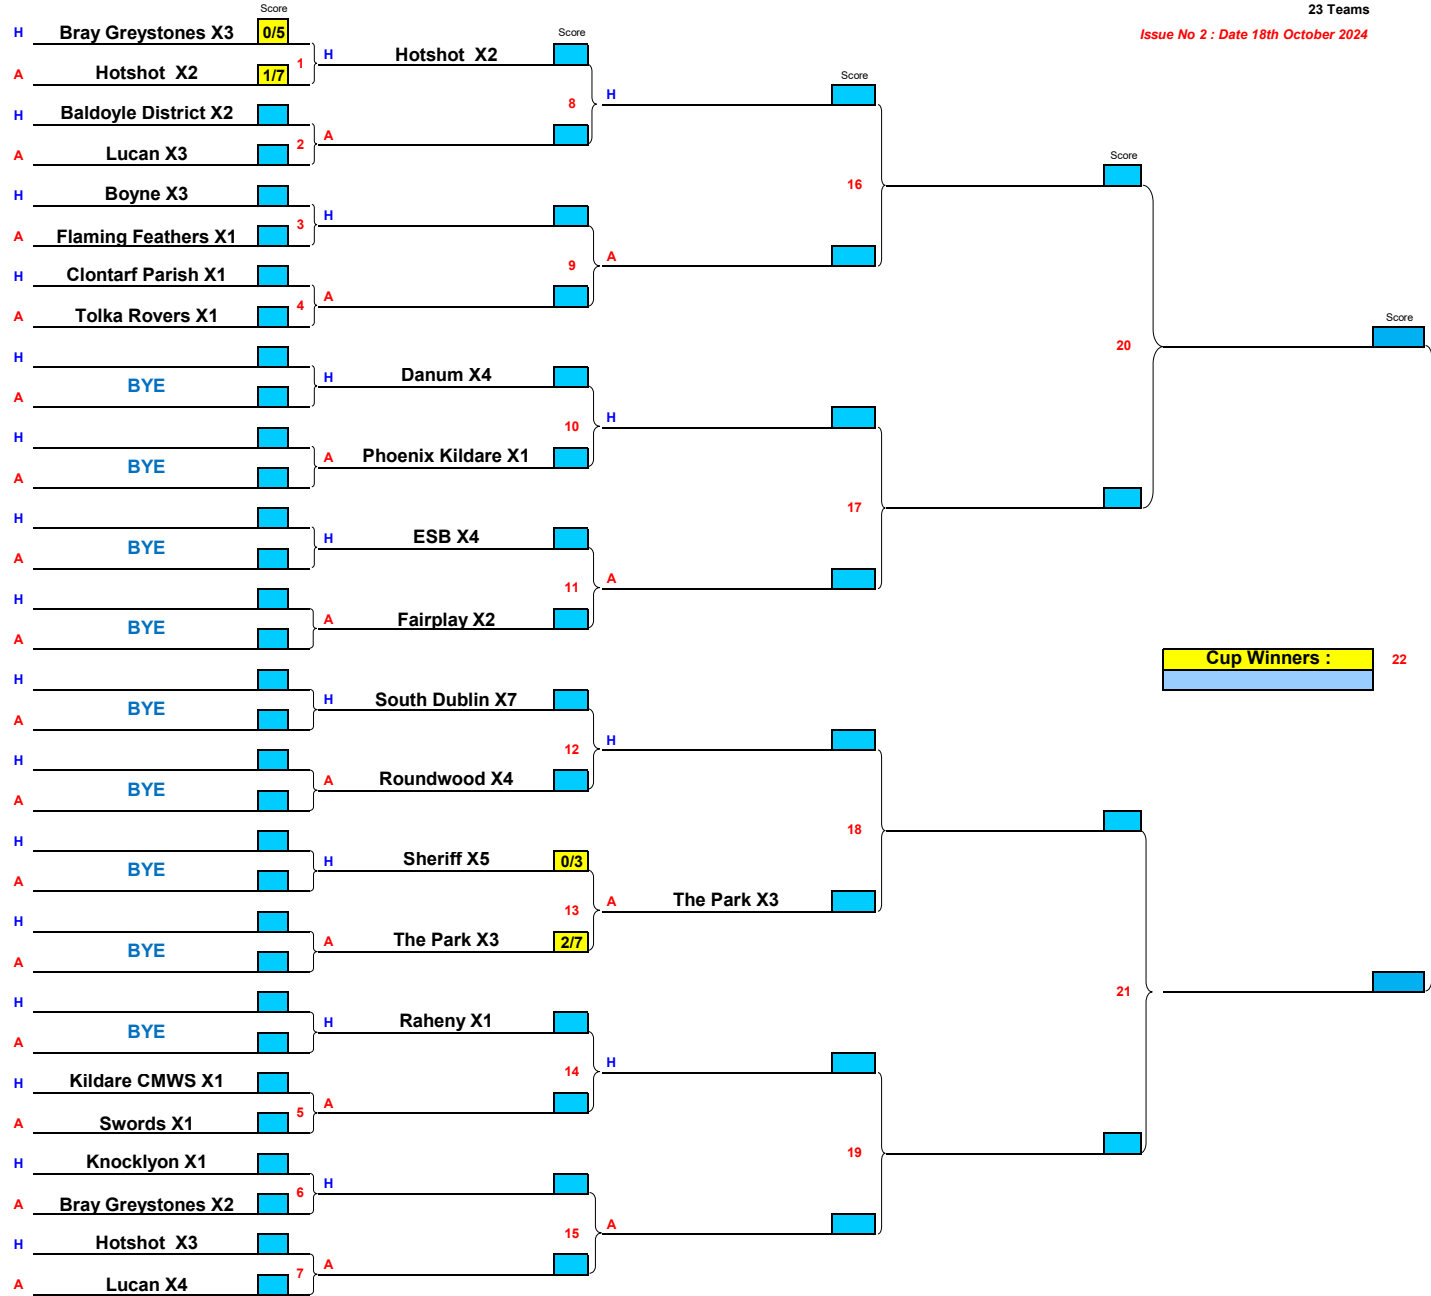 23 Teams
Issue No 2 : Date 18th October 2024
Score
H Bray Greystones X3 0/5
1
A Hotshot X2 1/7
H Baldoyle District X2
2
A Lucan X3
H Boyne X3
3
A Flaming Feathers X1
H Clontarf Parish X1
4
A Tolka Rovers X1
H
BYE
A
H
BYE
A
H
BYE
A
H
BYE
A
H
BYE
A
H
BYE
A
H
BYE
A
H
BYE
A
H
BYE
A
H Kildare CMWS X1
5
A Swords X1
H Knocklyon X1
6
A Bray Greystones X2
H Hotshot X3
7
A Lucan X4
Score
H Hotshot X2
8
A
H
9
A
H Danum X4
10
A Phoenix Kildare X1
H ESB X4
11
A Fairplay X2
H South Dublin X7
12
A Roundwood X4
H Sheriff X5 0/3
13
A The Park X3 2/7
H Raheny X1
14
A
H
15
A
Score
H
16
A
H
17
A
H
18
A The Park X3
H
19
A
Score
20
21
Score
Cup Winners :
22